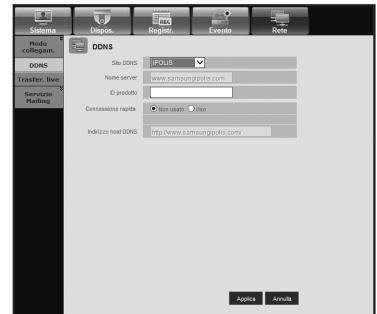 Sistema
Dispos.
Registr.
Evento
Rete
Modo
collegam.
DDNS
Trasfer. live
Servizio
Mailing
DDNS
Sito DDNS
iPOLiS
Nome server
www.samsungipolis.com
ID prodotto
Connessione rapida
Non usato
Uso
Indirizzo host DDNS
http://www.samsungipolis.com/
Applica
Annulla